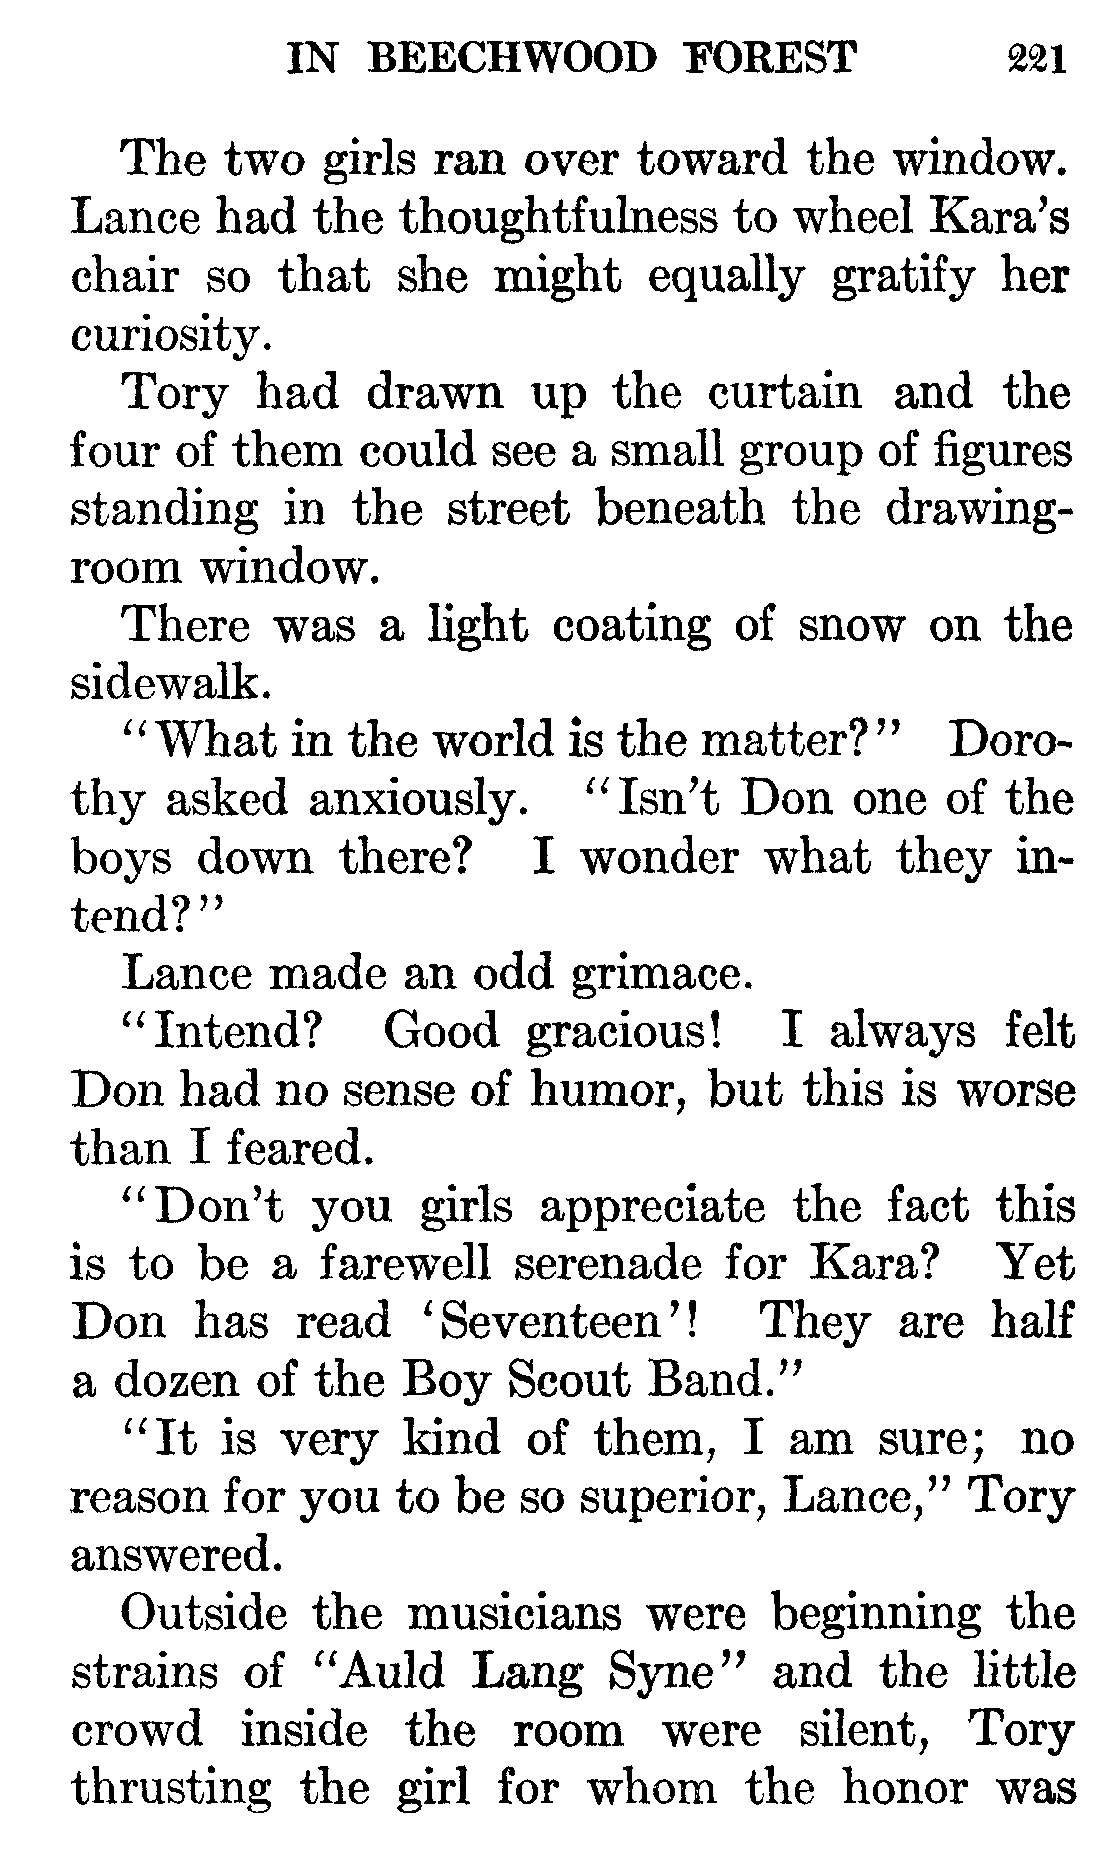 IN BEECHWOOD FOREST 221
The two girls ran over toward the window.
Lance had the thoughtfulness to wheel Kara's
chair so that she might equally gratify her
curiosity.
Tory had drawn up the curtain and the
four of them could see a small group of figures
standing in the street beneath the drawing-
room window.
There was a light coating of snow on the
sidewalk.
"What in the world is the matter?" Doro-
thy asked anxiously. "Isn't Don one of the
boys down there? I wonder what they in-
tend?"
Lance made an odd grimace.
"Intend? Good gracious! I always felt
Don had no sense of humor, but this is worse
than I feared.
"Don't you girls appreciate the fact this
is to be a farewell serenade for Kara? Yet
Don has read 'Seventeen'! They are half
a dozen of the Boy Scout Band."
"It is very kind of them, I am sure; no
reason for you to be so superior, Lance," Tory
answered.
Outside the musicians were beginning the
strains of "Auld Lang Syne" and the little
crowd inside the room were silent, Tory
thrusting the girl for whom the honor was